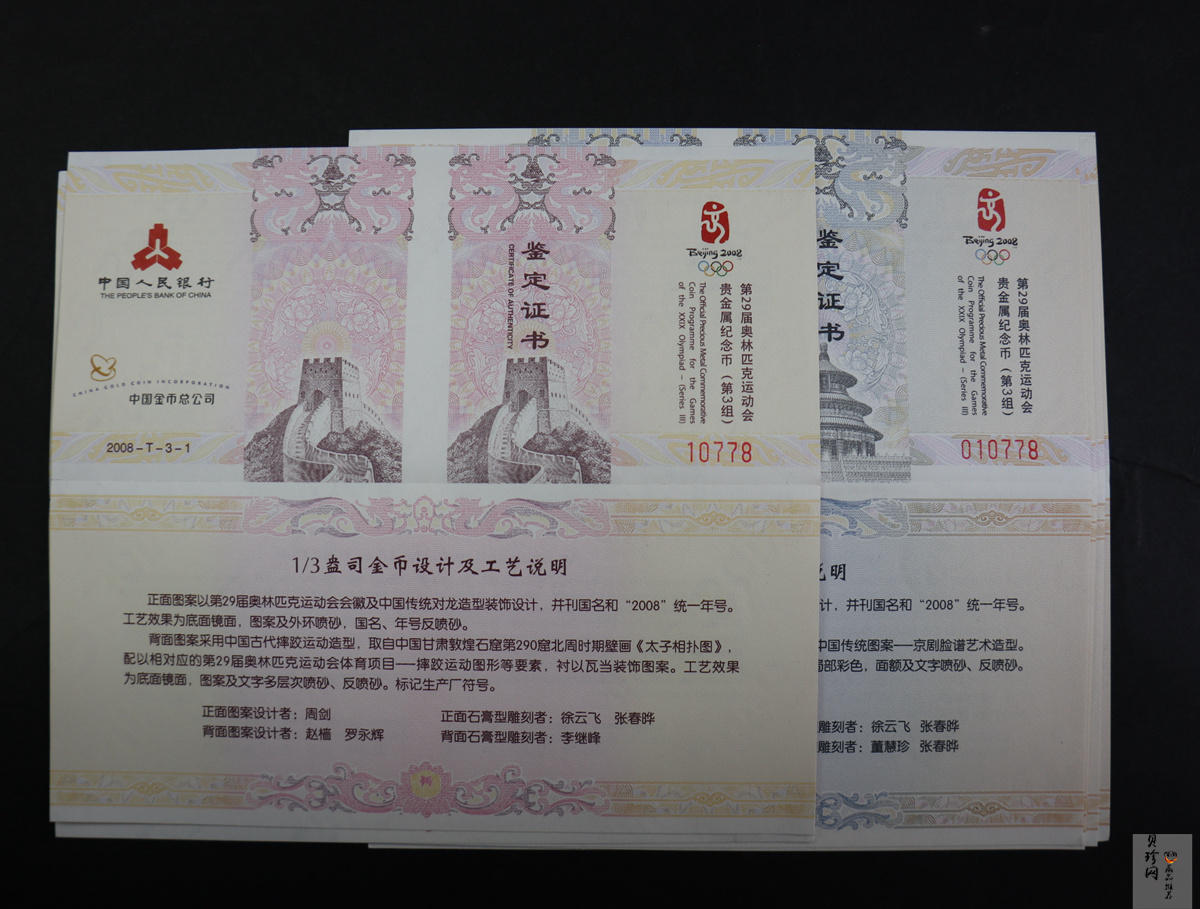 中国人民银行
THE PEOPLE'S BANK OF CHINA
CHINA GOLD COIN INCORPORATION
中国金币总公司
2008-T-3-1
鉴定证书
CERTIFICATE OF AUTHENTICITY
Beijing 2008
第29届奥林匹克运动会
贵金属纪念币（第3组）
The Official Precious Metal Commemorative
Coin Programme for the Games
of the XXIX Olympiad – (Series III)
10778
1/3盎司金币设计及工艺说明
正面图案以第29届奥林匹克运动会会徽及中国传统对龙造型装饰设计，并刊国名和“2008”统一年号。
工艺效果为底面镜面，图案及外环喷砂，国名、年号反喷砂。
背面图案采用中国古代摔跤运动造型，取自中国甘肃敦煌石窟第290窟北周时期壁画《太子相扑图》，
配以相对应的第29届奥林匹克运动会体育项目——摔跤运动图形等要素，衬以瓦当装饰图案。工艺效果
为底面镜面，图案及文字多层次喷砂、反喷砂。标记生产厂符号。
正面图案设计者：周剑
正面石膏型雕刻者：徐云飞 张春晔
背面图案设计者：赵樯 罗永辉
背面石膏型雕刻者：李继峰
鉴定证书
Beijing 2008
第29届奥林匹克运动会
贵金属纪念币（第3组）
The Official Precious Metal Commemorative
Coin Programme for the Games
of the XXIX Olympiad – (Series III)
010778
说明
计，并刊国名和“2008”统一年号。
中国传统图案——京剧脸谱艺术造型。
局部彩色，面额及文字喷砂、反喷砂。
雕刻者：徐云飞 张春晔
雕刻者：董慧珍 张春晔
贝珍网
藏品推荐